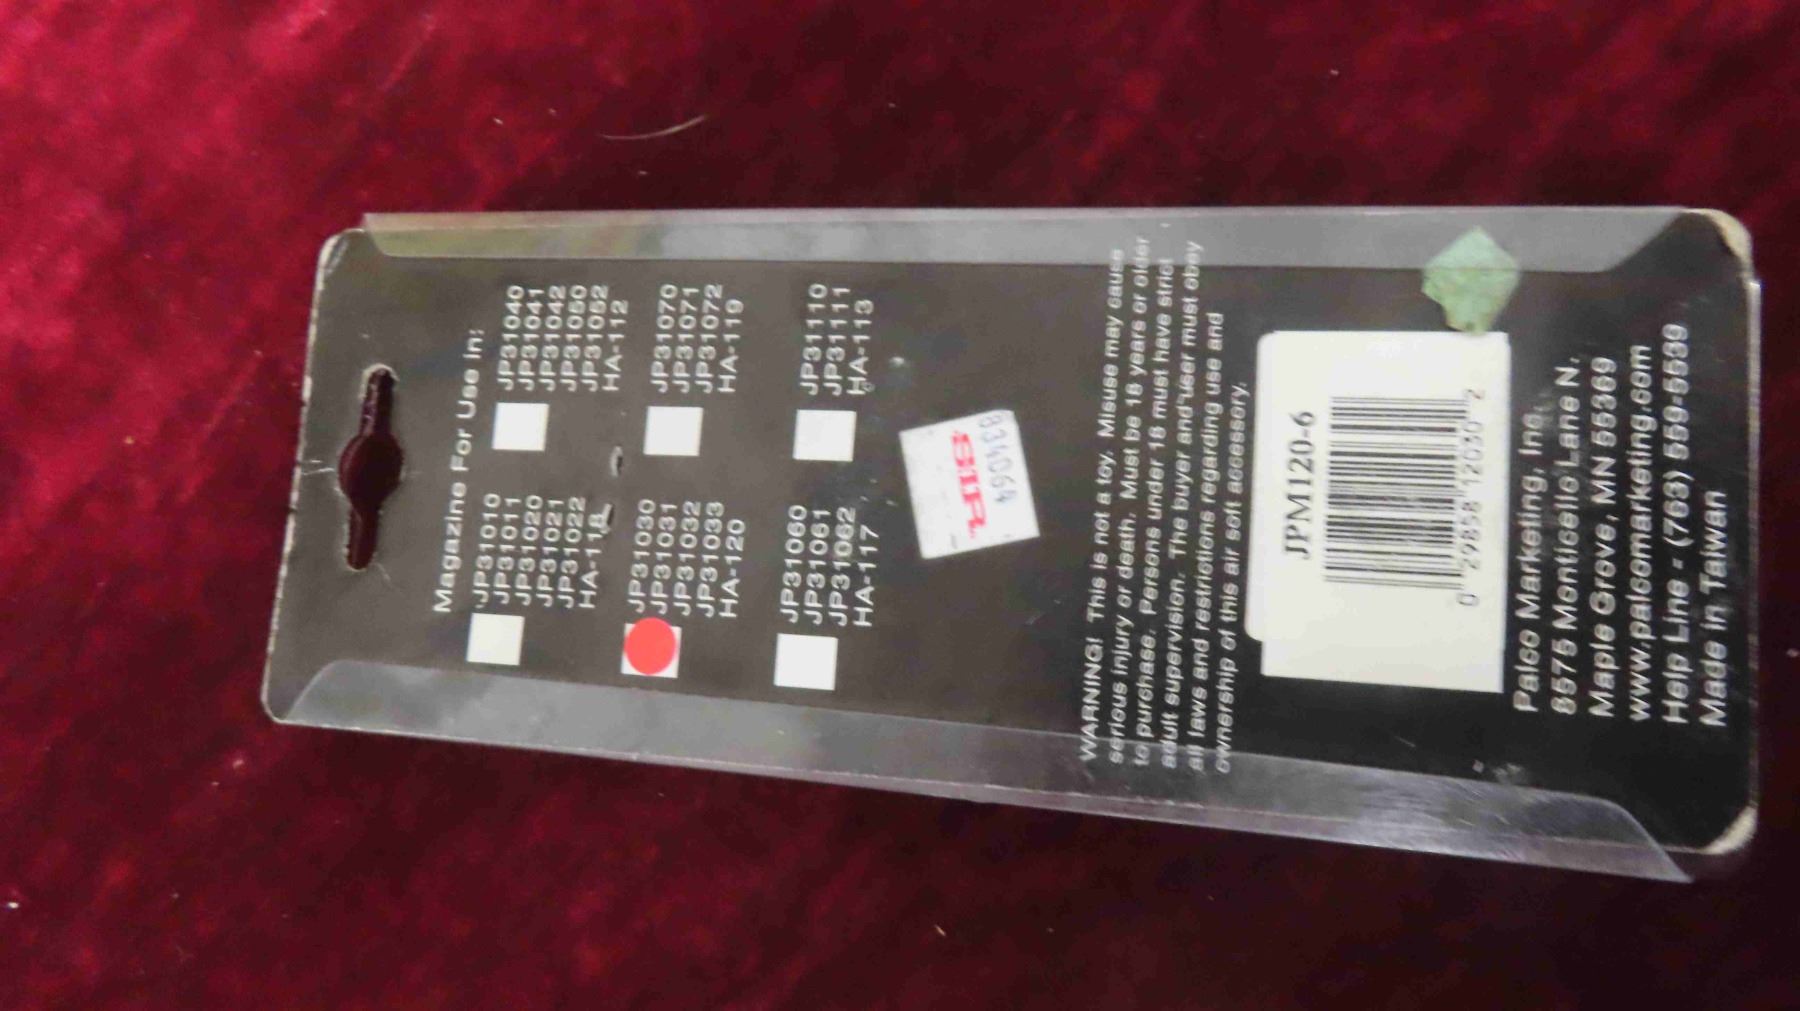 Magazine For Use In:
JP31010
JP31011
JP31020
JP31021
JP31022
HA-118
JP31040
JP31041
JP31042
JP31050
JP31052
HA-112
JP31030
JP31031
JP31032
JP31033
HA-120
JP31070
JP31071
JP31072
HA-119
JP31060
JP31061
JP31062
HA-117
JP31110
JP31111
HA-113
834064
WARNING! This is not a toy. Misuse may cause
serious injury or death. Must be 18 years or older
to purchase. Persons under 18 must have strict
adult supervision. The buyer and user must obey
all laws and restrictions regarding use and
ownership of this air soft accessory.
JPM120-6
0 29858 12030 2
Palco Marketing, Inc.
8575 Monticello Lane N.
Maple Grove, MN 55369
www.palcomarketing.com
Help Line - (763) 559-5539
Made in Taiwan